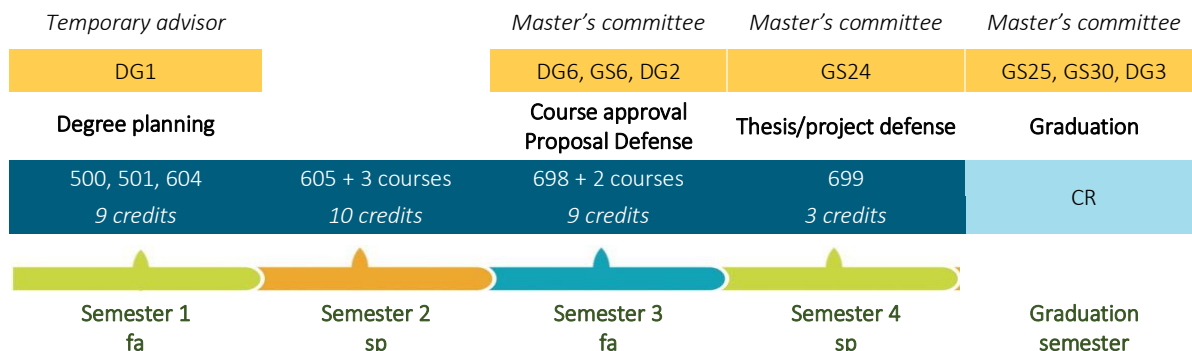 Temporary advisor
Master's committee
Master's committee
Master's committee
DG1
DG6, GS6, DG2
GS24
GS25, GS30, DG3
Degree planning
Course approval
Proposal Defense
Thesis/project defense
Graduation
500, 501, 604
9 credits
605 + 3 courses
10 credits
698 + 2 courses
9 credits
699
3 credits
CR
Semester 1
fa
Semester 2
sp
Semester 3
fa
Semester 4
sp
Graduation
semester